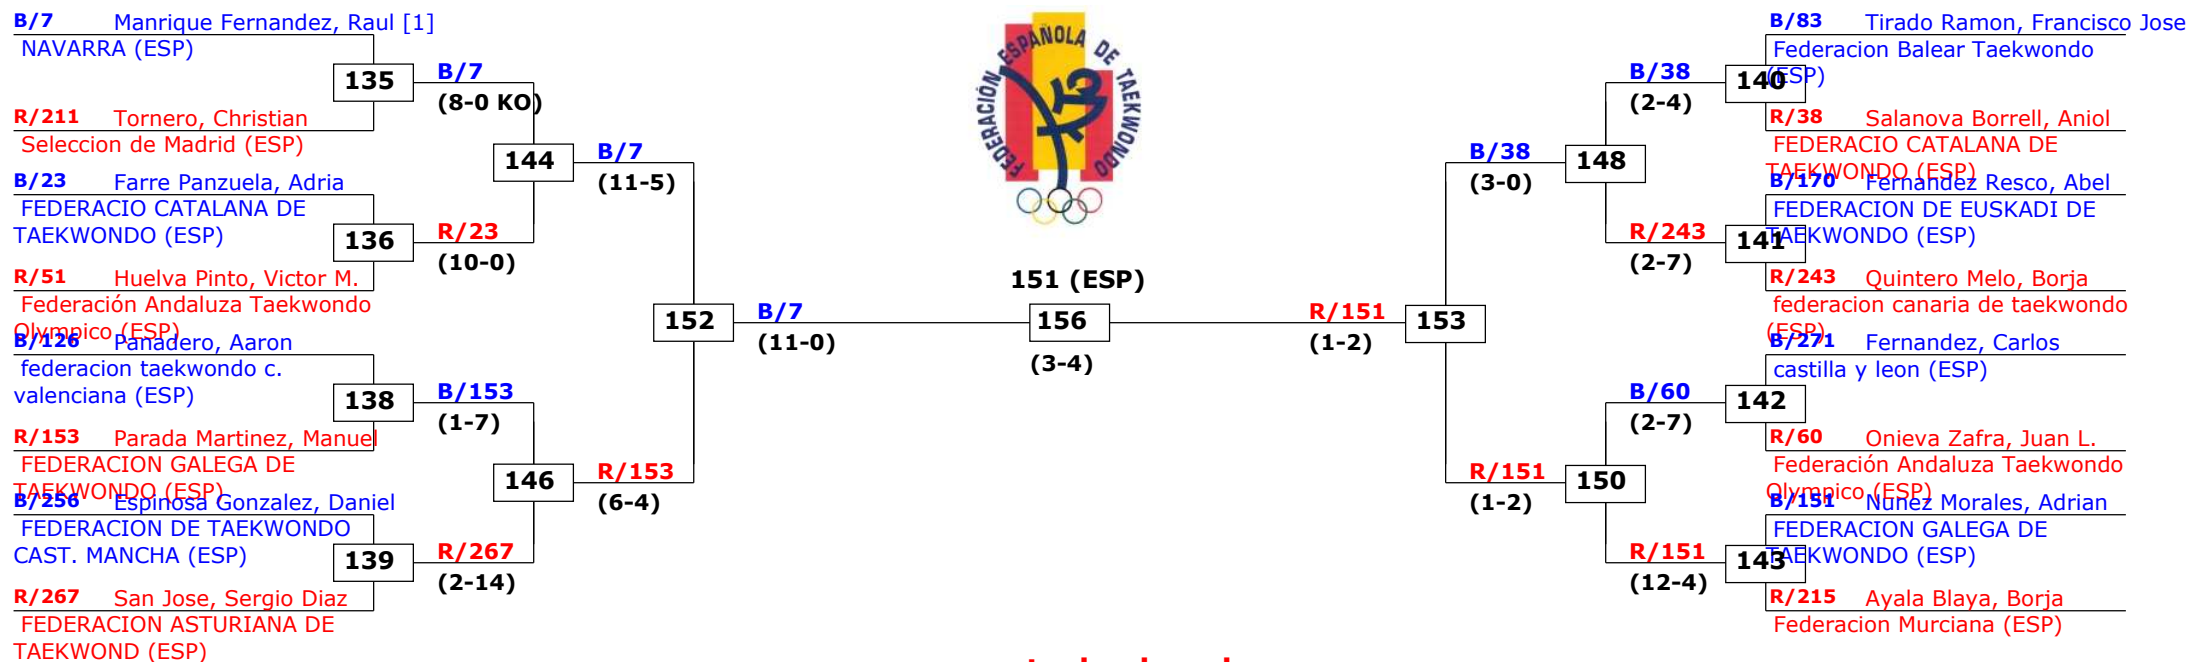 B/7 Manrique Fernandez, Raul [1]
NAVARRA (ESP)
135
B/7
(8-0 KO)
R/211 Tornero, Christian
Seleccion de Madrid (ESP)
144
B/7
(11-5)
B/23 Farre Panzuela, Adria
FEDERACIO CATALANA DE
TAEKWONDO (ESP)
136
R/23
(10-0)
R/51 Huelva Pinto, Victor M.
Federación Andaluza Taekwondo
Olympico (ESP)
152
B/7
(11-0)
B/126 Panadero, Aaron
federacion taekwondo c.
valenciana (ESP)
138
B/153
(1-7)
R/153 Parada Martinez, Manuel
FEDERACION GALEGA DE
TAEKWONDO (ESP)
146
R/153
(6-4)
B/256 Espinosa Gonzalez, Daniel
FEDERACION DE TAEKWONDO
CAST. MANCHA (ESP)
139
R/267
(2-14)
R/267 San Jose, Sergio Diaz
FEDERACION ASTURIANA DE
TAEKWOND (ESP)
FEDERACIÓN ESPAÑOLA DE TAEKWONDO
151 (ESP)
156
(3-4)
B/83 Tirado Ramon, Francisco Jose
Federacion Balear Taekwondo
(ESP)
B/38
(2-4)
140
R/38 Salanova Borrell, Aniol
FEDERACIO CATALANA DE
TAEKWONDO (ESP)
B/38
(3-0)
148
B/170 Fernandez Resco, Abel
FEDERACION DE EUSKADI DE
TAEKWONDO (ESP)
R/243
(2-7)
141
R/243 Quintero Melo, Borja
federacion canaria de taekwondo
(ESP)
R/151
(1-2)
153
B/271 Fernandez, Carlos
castilla y leon (ESP)
B/60
(2-7)
142
R/60 Onieva Zafra, Juan L.
Federación Andaluza Taekwondo
Olympico (ESP)
R/151
(1-2)
150
B/151 Nuñez Morales, Adrian
FEDERACION GALEGA DE
TAEKWONDO (ESP)
R/151
(12-4)
143
R/215 Ayala Blaya, Borja
Federacion Murciana (ESP)